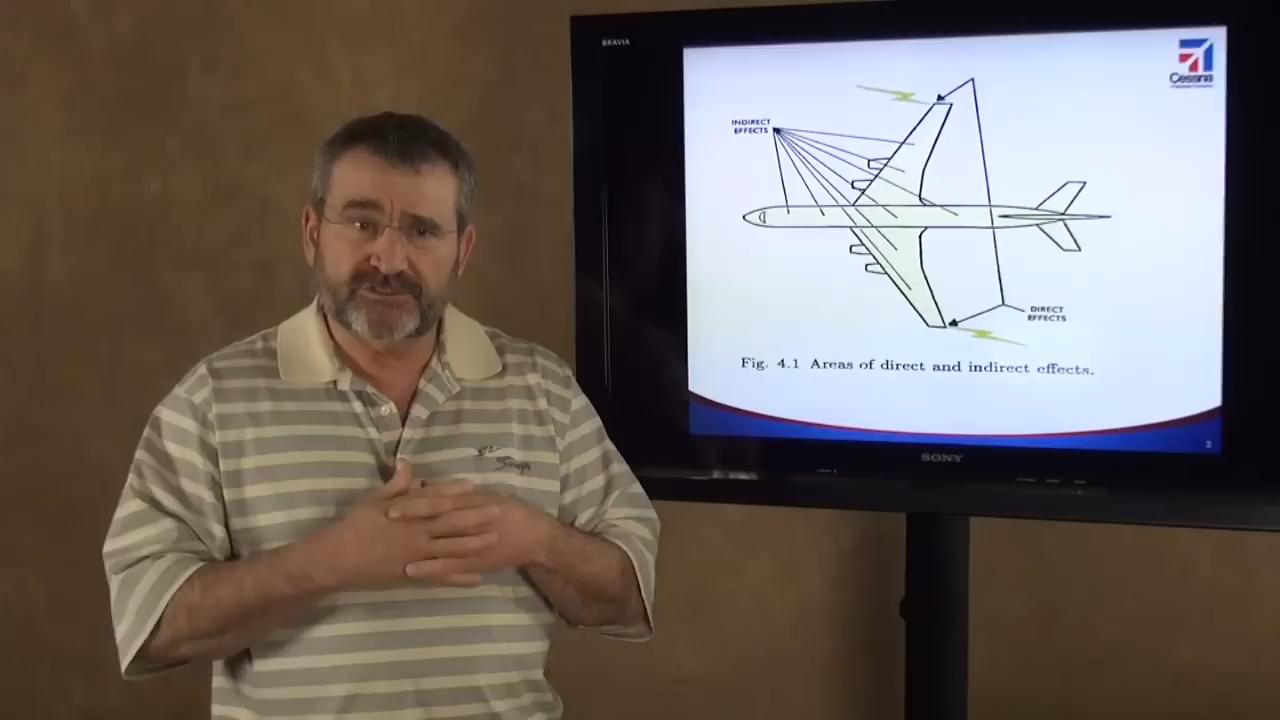 BRAVIA
Cessna
INDIRECT
EFFECTS
DIRECT
EFFECTS
Fig. 4.1 Areas of direct and indirect effects.
3
SONY